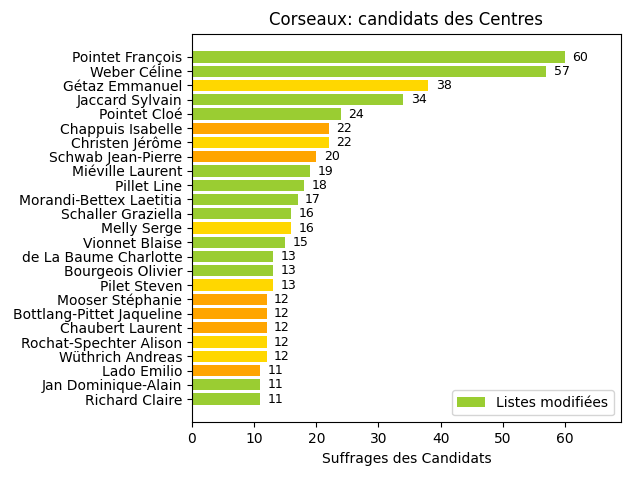 Corseaux: candidats des Centres
Pointet François 60
Weber Céline 57
Gétaz Emmanuel 38
Jaccard Sylvain 34
Pointet Cloé 24
Chappuis Isabelle 22
Christen Jérôme 22
Schwab Jean-Pierre 20
Miéville Laurent 19
Pillet Line 18
Morandi-Bettex Laetitia 17
Schaller Graziella 16
Melly Serge 16
Vionnet Blaise 15
de La Baume Charlotte 13
Bourgeois Olivier 13
Pilet Steven 13
Mooser Stéphanie 12
Bottlang-Pittet Jaqueline 12
Chaubert Laurent 12
Rochat-Spechter Alison 12
Wüthrich Andreas 12
Lado Emilio 11
Jan Dominique-Alain 11
Richard Claire 11
Listes modifiées
0 10 20 30 40 50 60
Suffrages des Candidats